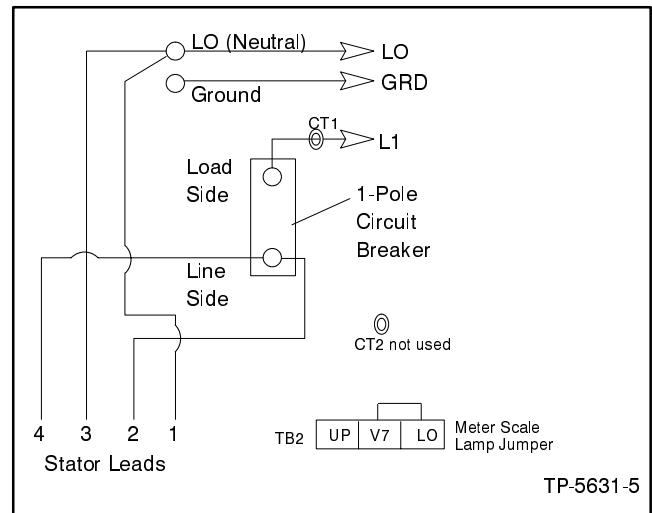 LO (Neutral)
LO
GRD
Ground
CT1
L1
Load
Side
1-Pole
Circuit
Breaker
Line
Side
CT2 not used
4 3 2 1
Stator Leads
TB2 UP V7 LO
Meter Scale
Lamp Jumper
TP-5631-5